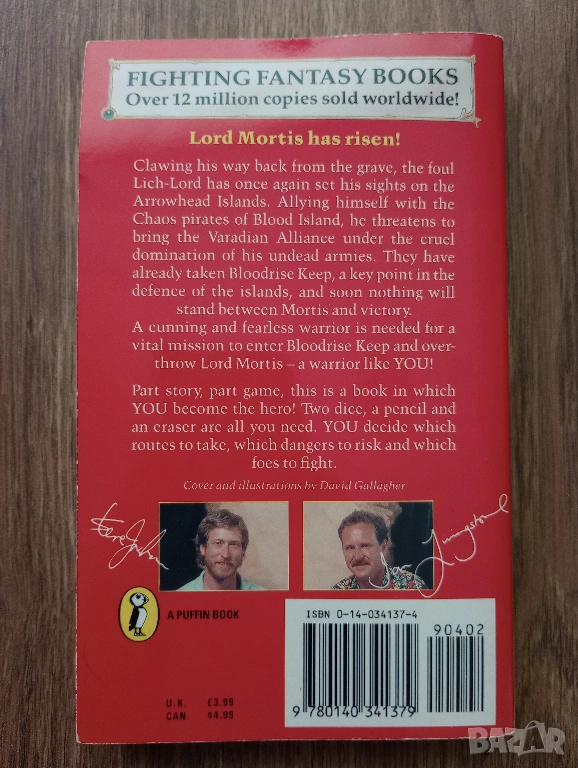 FIGHTING FANTASY BOOKS
Over 12 million copies sold worldwide!
Lord Mortis has risen!
Clawing his way back from the grave, the foul
Lich-Lord has once again set his sights on the
Arrowhead Islands. Allying himself with the
Chaos pirates of Blood Island, he threatens to
bring the Varadian Alliance under the cruel
domination of his undead armies. They have
already taken Bloodrise Keep, a key point in the
defence of the islands, and soon nothing will
stand between Mortis and victory.
A cunning and fearless warrior is needed for a
vital mission to enter Bloodrise Keep and over-
throw Lord Mortis – a warrior like YOU!
Part story, part game, this is a book in which
YOU become the hero! Two dice, a pencil and
an eraser are all you need. YOU decide which
routes to take, which dangers to risk and which
foes to fight.
Cover and illustrations by David Gallagher
Steve Jackson
Ian Livingstone
A PUFFIN BOOK
ISBN 0-14-034137-4
90402
9 780140 341379
U.K. £3.99
CAN. $4.99
BAZAR